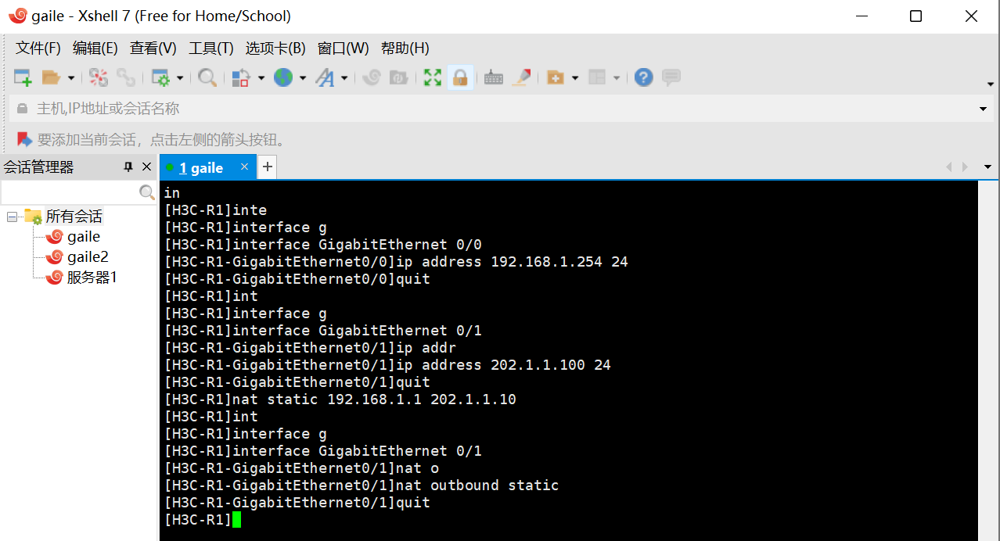 gaile - Xshell 7 (Free for Home/School)
文件(F) 编辑(E) 查看(V) 工具(T) 选项卡(B) 窗口(W) 帮助(H)
主机,IP地址或会话名称
要添加当前会话，点击左侧的箭头按钮。
会话管理器
1 gaile
所有会话
gaile
gaile2
服务器1
in
[H3C-R1]inte
[H3C-R1]interface g
[H3C-R1]interface GigabitEthernet 0/0
[H3C-R1-GigabitEthernet0/0]ip address 192.168.1.254 24
[H3C-R1-GigabitEthernet0/0]quit
[H3C-R1]int
[H3C-R1]interface g
[H3C-R1]interface GigabitEthernet 0/1
[H3C-R1-GigabitEthernet0/1]ip addr
[H3C-R1-GigabitEthernet0/1]ip address 202.1.1.100 24
[H3C-R1-GigabitEthernet0/1]quit
[H3C-R1]nat static 192.168.1.1 202.1.1.10
[H3C-R1]int
[H3C-R1]interface g
[H3C-R1]interface GigabitEthernet 0/1
[H3C-R1-GigabitEthernet0/1]nat o
[H3C-R1-GigabitEthernet0/1]nat outbound static
[H3C-R1-GigabitEthernet0/1]quit
[H3C-R1]